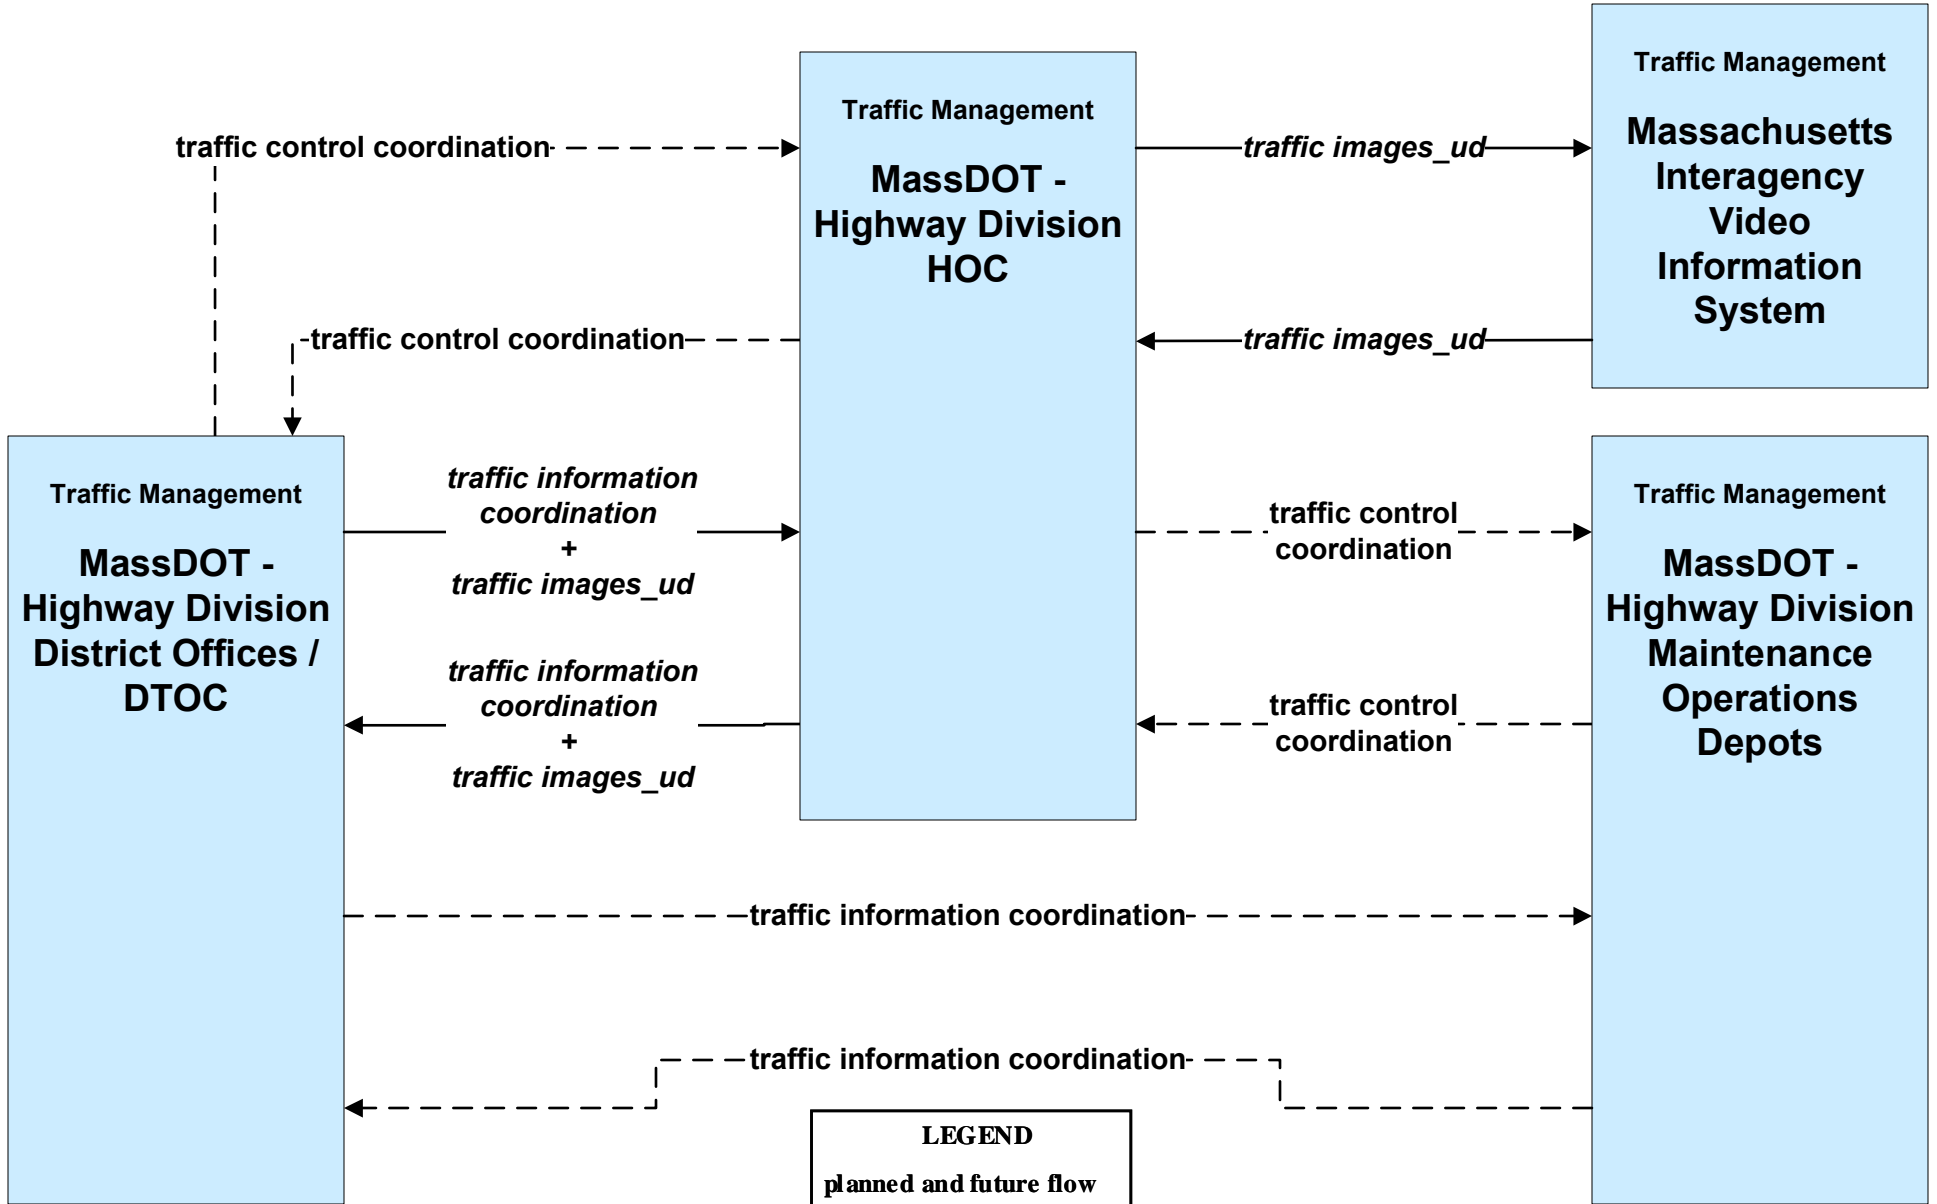 Traffic Management
Massachusetts
Interagency
Video
Information
System
Traffic Management
MassDOT -
Highway Division
HOC
traffic control coordination
traffic images_ud
traffic control coordination
traffic images_ud
Traffic Management
MassDOT -
Highway Division
District Offices /
DTOC
traffic information
coordination
+
traffic images_ud
traffic information
coordination
+
traffic images_ud
traffic control
coordination
traffic control
coordination
Traffic Management
MassDOT -
Highway Division
Maintenance
Operations
Depots
traffic information coordination
traffic information coordination
LEGEND
planned and future flow